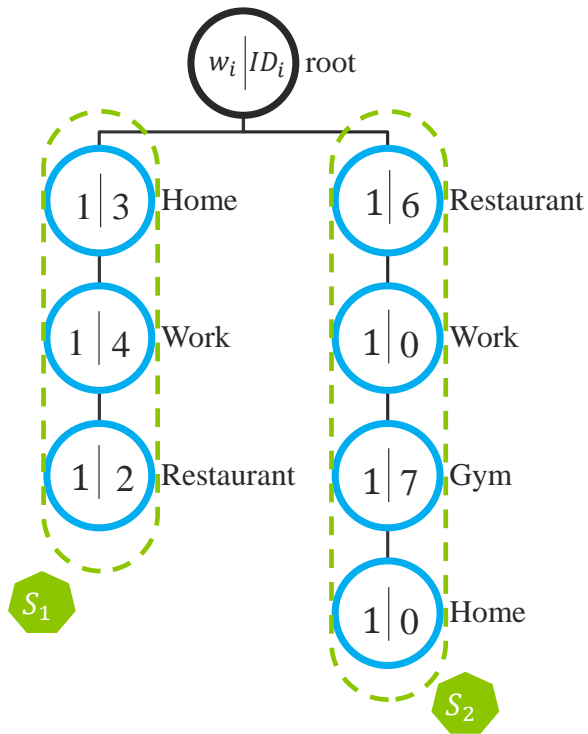 w_i | ID_i root
1 | 3 Home
1 | 6 Restaurant
1 | 4 Work
1 | 0 Work
1 | 2 Restaurant
1 | 7 Gym
S_1
1 | 0 Home
S_2